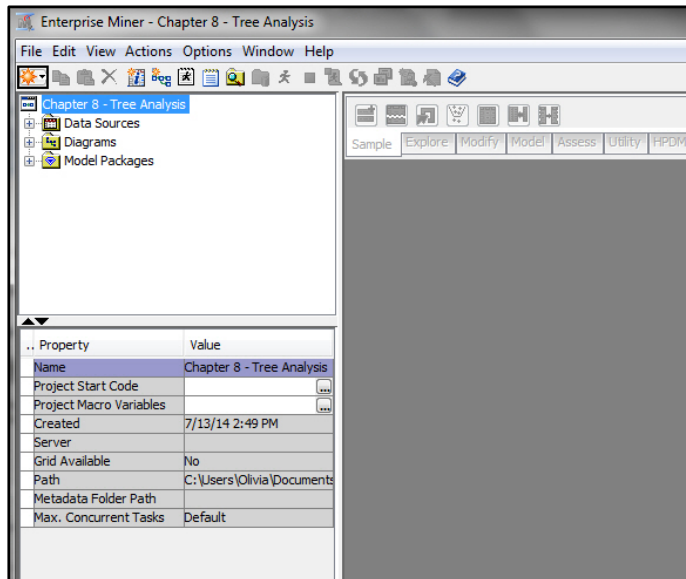 Enterprise Miner - Chapter 8 - Tree Analysis
File Edit View Actions Options Window Help
Chapter 8 - Tree Analysis
Data Sources
Diagrams
Model Packages
Sample Explore Modify Model Assess Utility HPDM
.. Property Value
Name Chapter 8 - Tree Analysis
Project Start Code ...
Project Macro Variables ...
Created 7/13/14 2:49 PM
Server
Grid Available No
Path C:\Users\Olivia\Documents
Metadata Folder Path
Max. Concurrent Tasks Default